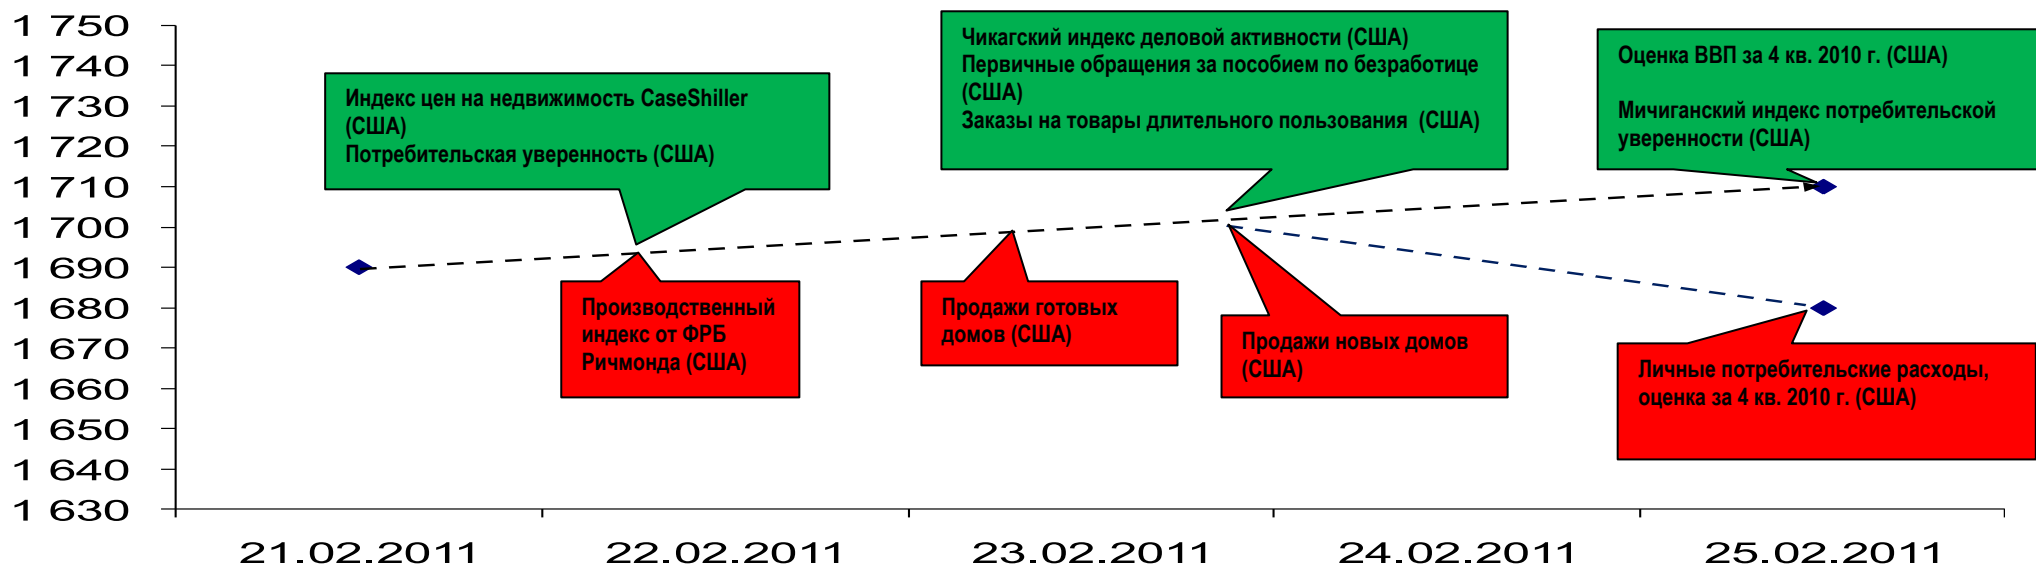 1 750
1 740
1 730
1 720
1 710
1 700
1 690
1 680
1 670
1 660
1 650
1 640
1 630
Индекс цен на недвижимость CaseShiller
(США)
Потребительская уверенность (США)
Чикагский индекс деловой активности (США)
Первичные обращения за пособием по безработице
(США)
Заказы на товары длительного пользования (США)
Оценка ВВП за 4 кв. 2010 г. (США)
Мичиганский индекс потребительской
уверенности (США)
Производственный
индекс от ФРБ
Ричмонда (США)
Продажи готовых
домов (США)
Продажи новых домов
(США)
Личные потребительские расходы,
оценка за 4 кв. 2010 г. (США)
21.02.2011
22.02.2011
23.02.2011
24.02.2011
25.02.2011